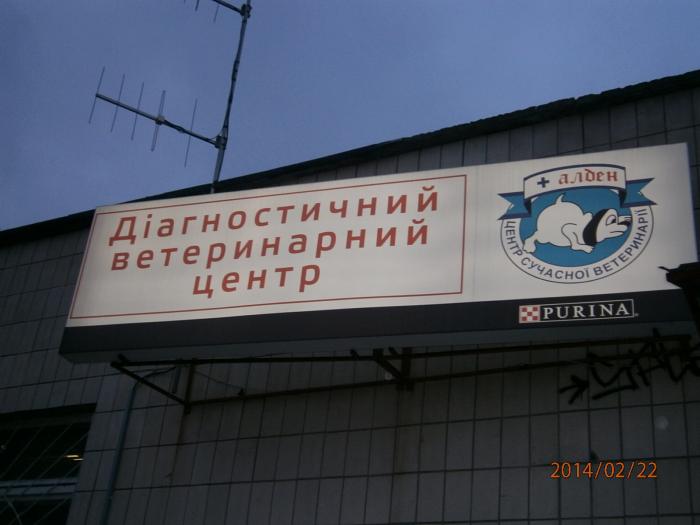 Діагностичний
ветеринарний
центр
+ алден
ЦЕНТР СУЧАСНОЇ ВЕТЕРИНАРІЇ
PURINA
2014/02/22